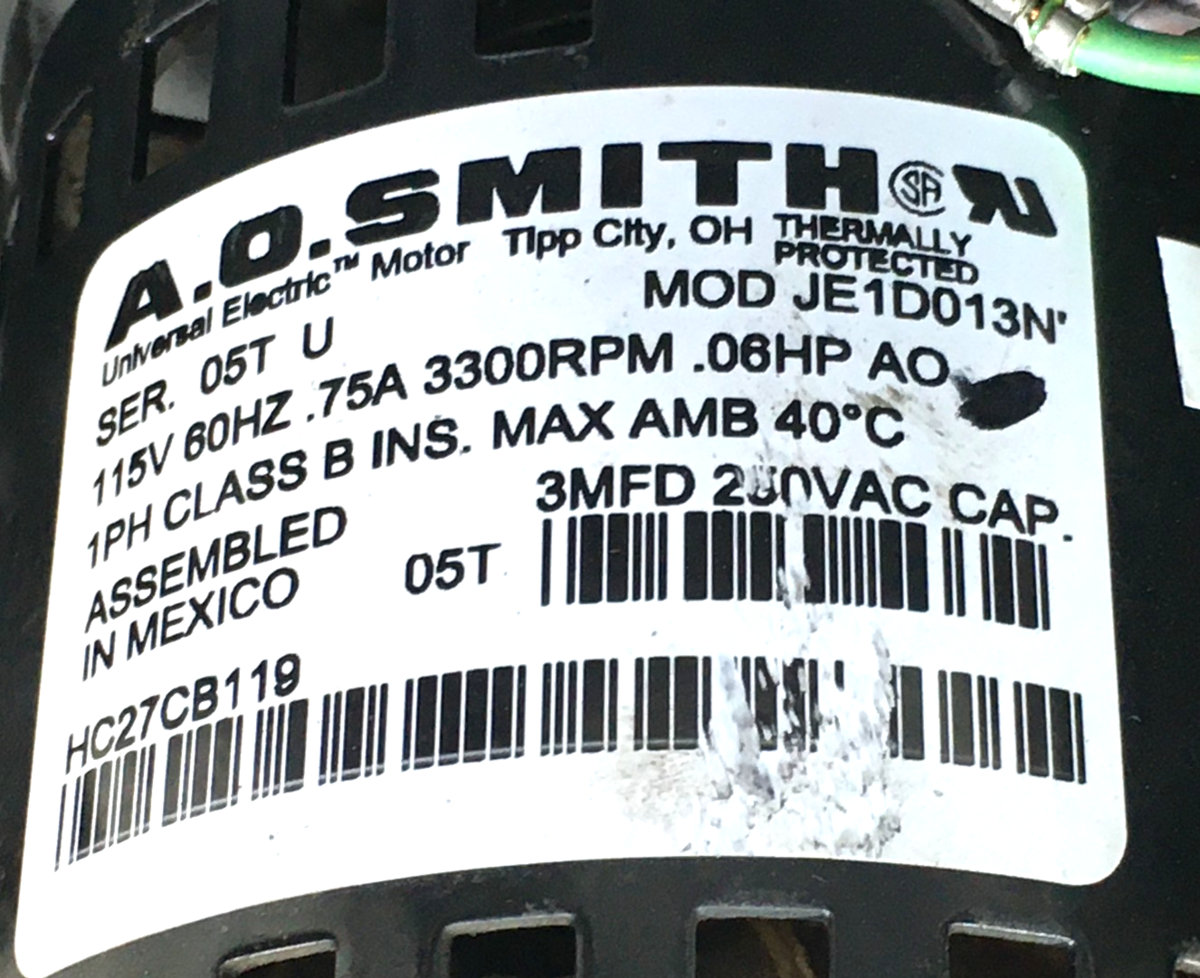 A.O.SMITH
Universal Electric™ Motor Tipp City, OH THERMALLY
PROTECTED
SER. 05T U MOD JE1D013N
115V 60HZ .75A 3300RPM .06HP AO
1PH CLASS B INS. MAX AMB 40°C
ASSEMBLED 3MFD VAC CAP.
IN MEXICO 05T
HC27CB119